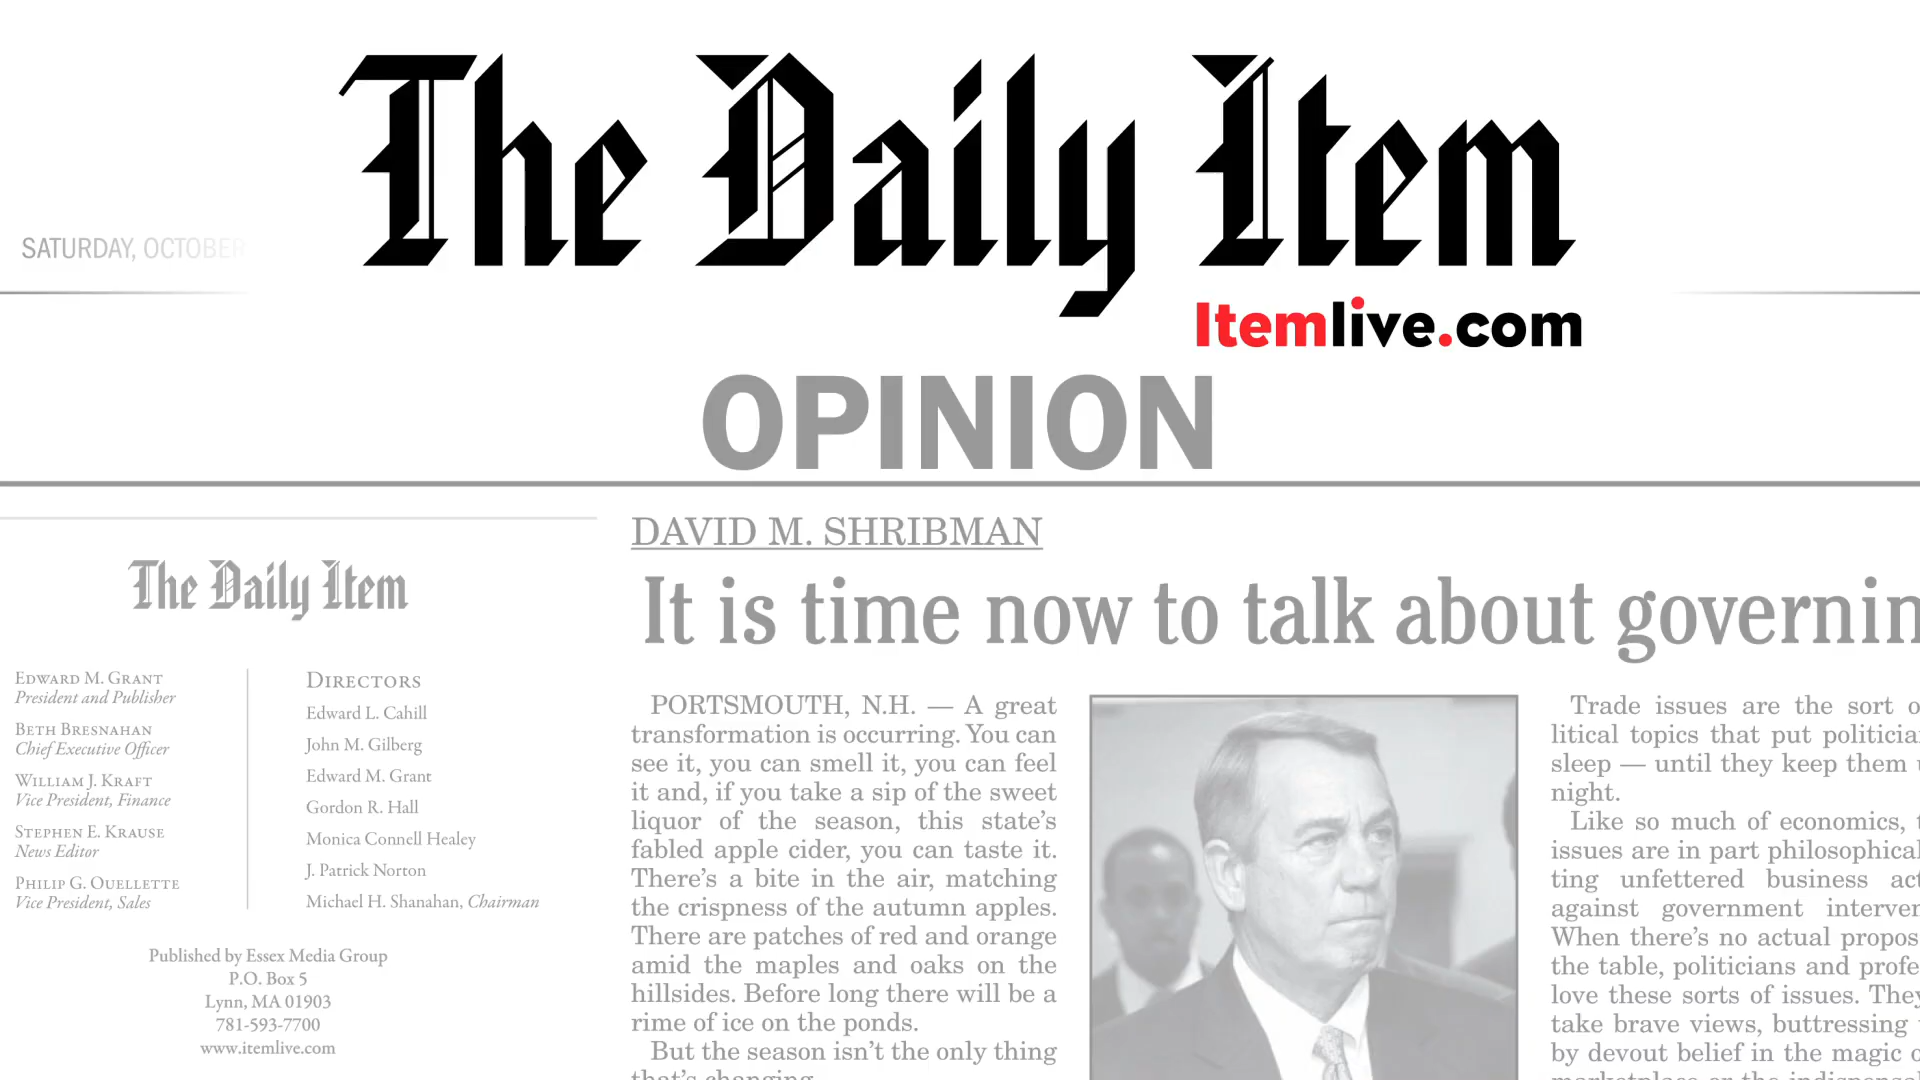 The Daily Item
SATURDAY, OCTOBER
Itemlive.com
OPINION
The Daily Item
EDWARD M. GRANT
President and Publisher
BETH BRESNAHAN
Chief Executive Officer
WILLIAM J. KRAFT
Vice President, Finance
STEPHEN E. KRAUSE
News Editor
PHILIP G. OUELLETTE
Vice President, Sales
DIRECTORS
Edward L. Cahill
John M. Gilberg
Edward M. Grant
Gordon R. Hall
Monica Connell Healey
J. Patrick Norton
Michael H. Shanahan, Chairman
Published by Essex Media Group
P.O. Box 5
Lynn, MA 01903
781-593-7700
www.itemlive.com
DAVID M. SHRIBMAN
It is time now to talk about governin
PORTSMOUTH, N.H. — A great
transformation is occurring. You can
see it, you can smell it, you can feel
it and, if you take a sip of the sweet
liquor of the season, this state's
fabled apple cider, you can taste it.
There's a bite in the air, matching
the crispness of the autumn apples.
There are patches of red and orange
amid the maples and oaks on the
hillsides. Before long there will be a
rime of ice on the ponds.
But the season isn't the only thing
that's changing.
Trade issues are the sort o
litical topics that put politicia
sleep — until they keep them
night.
Like so much of economics,
issues are in part philosophical
ting unfettered business act
against government interver
When there's no actual propos
the table, politicians and profe
love these sorts of issues. They
take brave views, buttressing
by devout belief in the magic o
marketplace or the